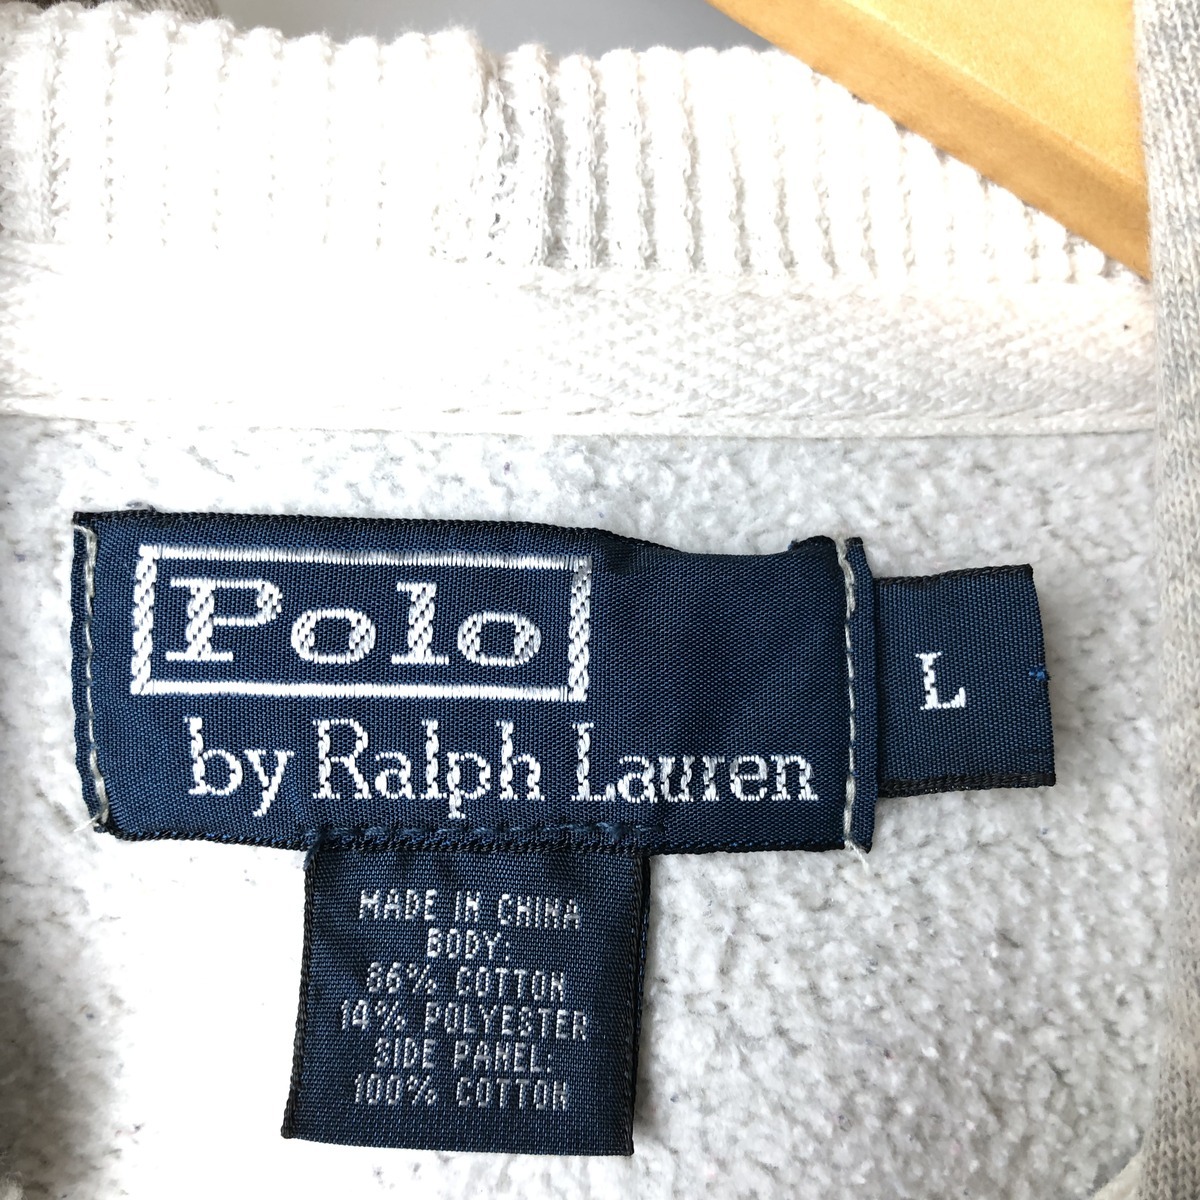 Polo
by Ralph Lauren
L
MADE IN CHINA
BODY:
86% COTTON
14% POLYESTER
SIDE PANEL:
100% COTTON